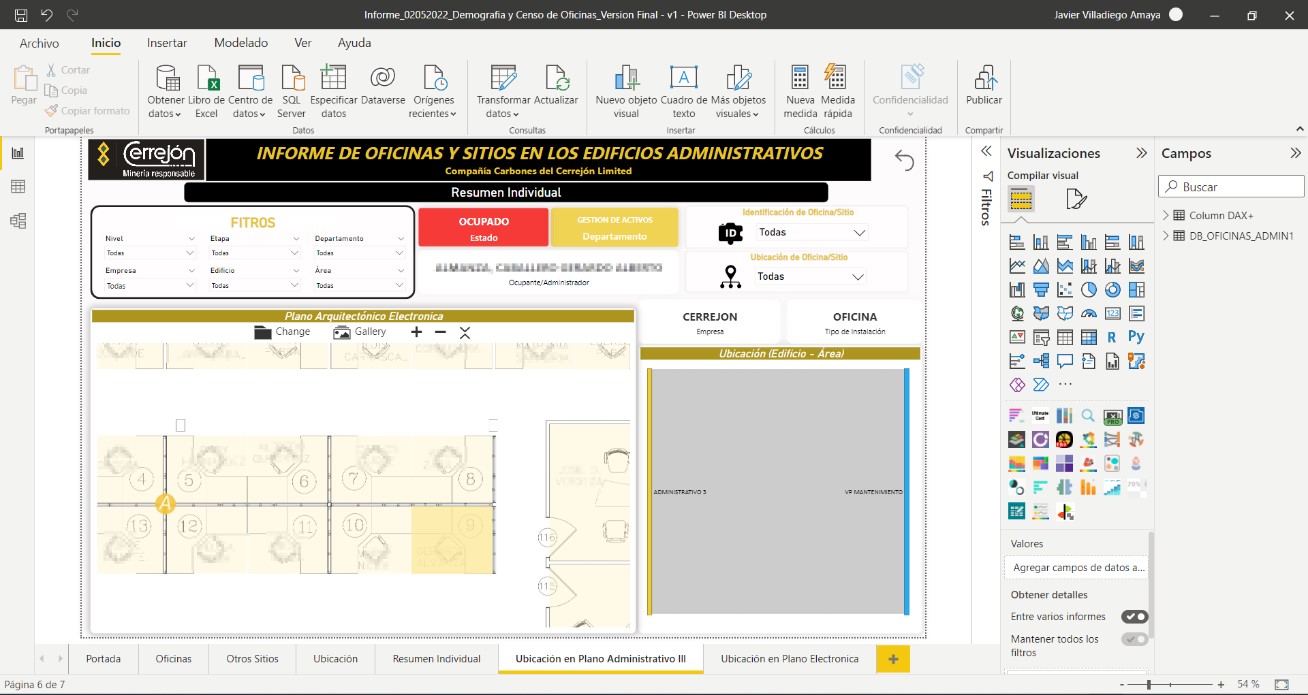 Informe_02052022_Demografia y Censo de Oficinas_Version Final - v1 - Power BI Desktop
Javier Villadiego Amaya
Archivo Inicio Insertar Modelado Ver Ayuda
Pegar
Cortar
Copia
Copiar formato
Portapapeles
Obtener datos
Libro de Excel
Centro de datos
SQL Server
Especificar datos
Dataverse
Orígenes recientes
Datos
Transformar datos
Actualizar
Consultas
Nuevo objeto visual
Cuadro de texto
Más objetos visuales
Insertar
Nueva medida
Medida rápida
Cálculos
Confidencialidad
Confidencialidad
Publicar
Compartir
Cerrejón
Minería responsable
INFORME DE OFICINAS Y SITIOS EN LOS EDIFICIOS ADMINISTRATIVOS
Compañía Carbones del Cerrejón Limited
Resumen Individual
FITROS
Nivel Etapa Departamento
Todas Todas Todas
Empresa Edificio Área
Todas Todas Todas
OCUPADO
Estado
GESTION DE ACTIVOS
Departamento
Ocupante/Administrador
Identificación de Oficina/Sitio
ID
Todas
Ubicación de Oficina/Sitio
Todas
CERREJON
Empresa
OFICINA
Tipo de Instalación
Plano Arquitectónico Electronica
Change Gallery
4 5 6 7 8
A
13 12 11 10 9
116
Ubicación (Edificio - Área)
ADMINISTRATIVO 3
VP MANTENIMIENTO
Filtros
Visualizaciones
Compilar visual
123
R Py
PRO
Valores
Agregar campos de datos a...
Obtener detalles
Entre varios informes
Mantener todos los filtros
Campos
Buscar
Column DAX+
DB_OFICINAS_ADMIN1
Portada
Oficinas
Otros Sitios
Ubicación
Resumen Individual
Ubicación en Plano Administrativo III
Ubicación en Plano Electronica
Página 6 de 7
54 %